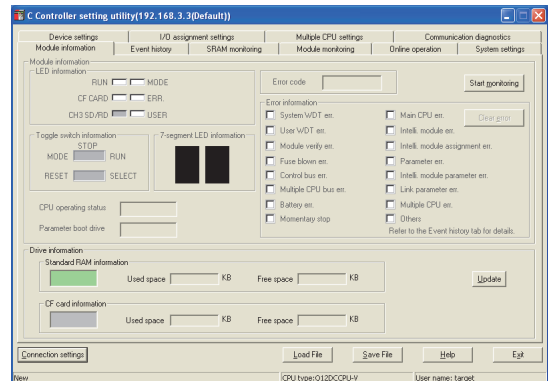 C Controller setting utility(192.168.3.3(Default))
Device settings I/O assignment settings Multiple CPU settings Communication diagnostics
Module information Event history SRAM monitoring Module monitoring Online operation System settings
Module information
LED information
RUN MODE
CF CARD ERR.
CH3 SD/RD USER
Error code
Start monitoring
Error information
System WDT err.
User WDT err.
Module verify err.
Fuse blown err.
Control bus err.
Multiple CPU bus err.
Battery err.
Momentary stop
Main CPU err.
Intelli. module err.
Intelli. module assignment err.
Parameter err.
Intelli. module parameter err.
Link parameter err.
Multiple CPU err.
Others
Clear error
Refer to the Event history tab for details.
Toggle switch information
STOP
MODE RUN
RESET SELECT
7-segment LED information
CPU operating status
Parameter boot drive
Drive information
Standard RAM information
Used space KB Free space KB
Update
CF card information
Used space KB Free space KB
Connection settings Load File Save File Help Exit
New CPU type:Q12DCCPU-V User name: target